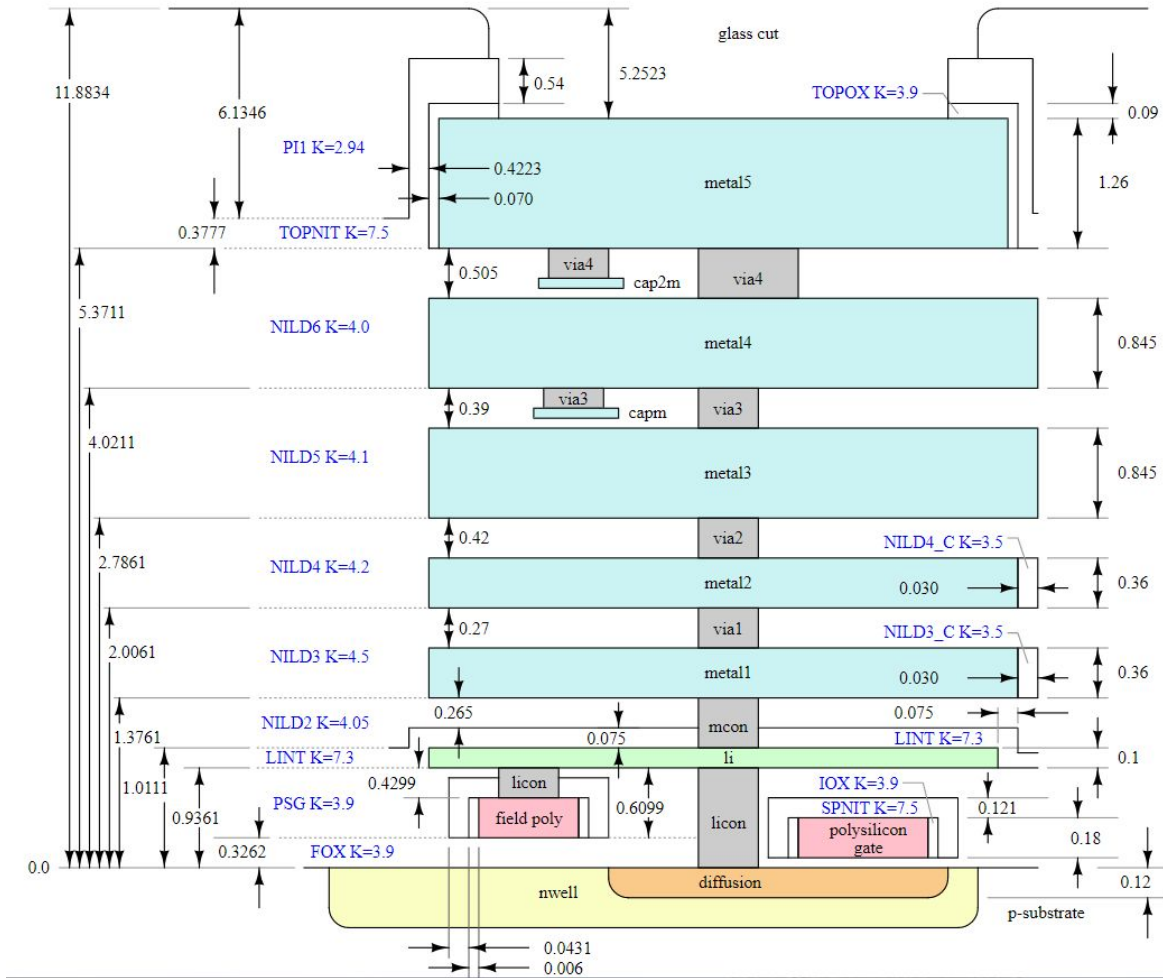 glass cut
11.8834
6.1346
0.54
5.2523
TOPOX K=3.9
0.09
PI1 K=2.94
0.4223
0.070
metal5
1.26
0.3777
TOPNIT K=7.5
0.505
via4
cap2m
via4
5.3711
NILD6 K=4.0
metal4
0.845
0.39
via3
capm
via3
4.0211
NILD5 K=4.1
metal3
0.845
0.42
via2
NILD4_C K=3.5
2.7861
NILD4 K=4.2
metal2
0.030
0.36
0.27
via1
NILD3_C K=3.5
2.0061
NILD3 K=4.5
metal1
0.030
0.36
0.265
0.075
NILD2 K=4.05
mcon
1.3761
0.075
LINT K=7.3
LINT K=7.3
li
0.1
1.0111
0.4299
licon
IOX K=3.9
PSG K=3.9
0.6099
SPNIT K=7.5
0.121
0.9361
field poly
licon
polysilicon
gate
0.18
0.3262
FOX K=3.9
0.0
diffusion
0.12
nwell
p-substrate
0.0431
0.006